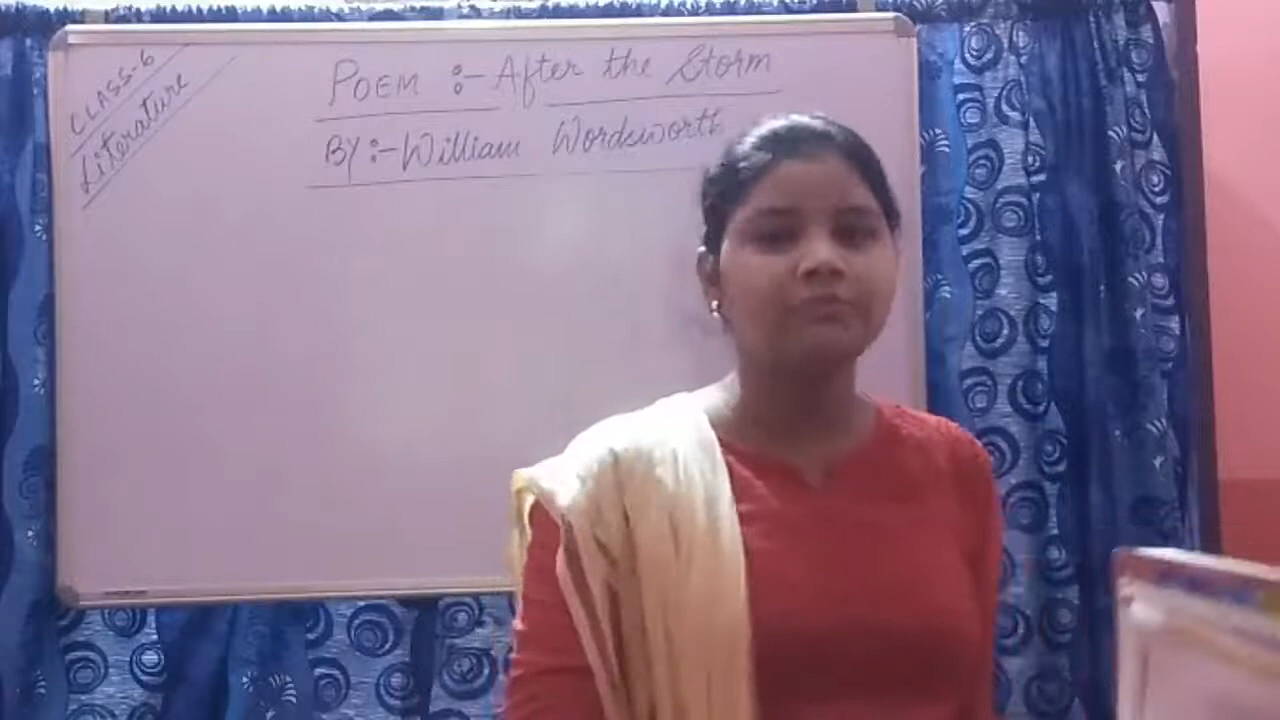 CLASS-6
Literature
POEM :- After the Storm
BY :- William Wordsworth